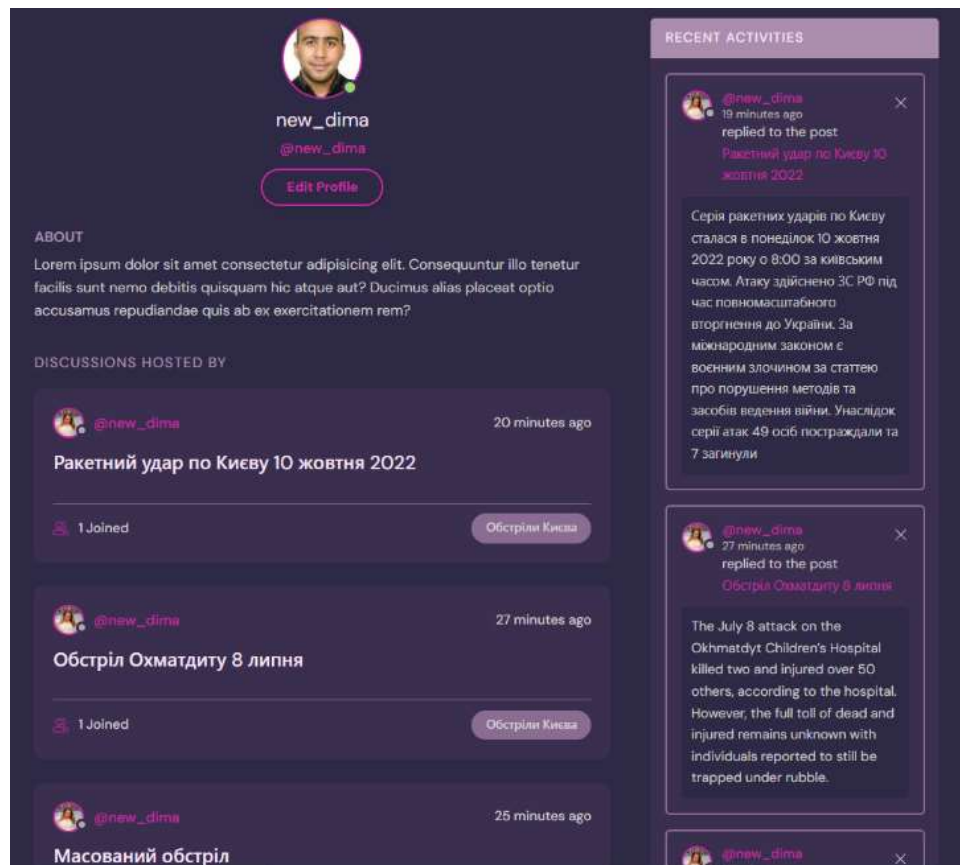 new_dima
@new_dima
Edit Profile
ABOUT
Lorem ipsum dolor sit amet consectetur adipisicing elit. Consequuntur illo tenetur
facilis sunt nemo debitis quisquam hic atque aut? Ducimus alias placeat optio
accusamus repudiandae quis ab ex exercitationem rem?
DISCUSSIONS HOSTED BY
@new_dima
20 minutes ago
Ракетний удар по Києву 10 жовтня 2022
1 Joined
Обстріли Києва
@new_dima
27 minutes ago
Обстріл Охматдиту 8 липня
1 Joined
Обстріли Києва
@new_dima
25 minutes ago
Масований обстріл
RECENT ACTIVITIES
@new_dima
19 minutes ago
replied to the post
Ракетний удар по Києву 10
жовтня 2022
Серія ракетних ударів по Києву
сталася в понеділок 10 жовтня
2022 року о 8:00 за київським
часом. Атаку здійснено ЗС РФ під
час повномасштабного
вторгнення до України. За
міжнародним законом є
воєнним злочином за статтею
про порушення методів та
засобів ведення війни. Унаслідок
серії атак 49 осіб постраждали та
7 загинули
@new_dima
27 minutes ago
replied to the post
Обстріл Охматдиту 8 липня
The July 8 attack on the
Okhmatdyt Children's Hospital
killed two and injured over 50
others, according to the hospital.
However, the full toll of dead and
injured remains unknown with
individuals reported to still be
trapped under rubble.
@new_dima